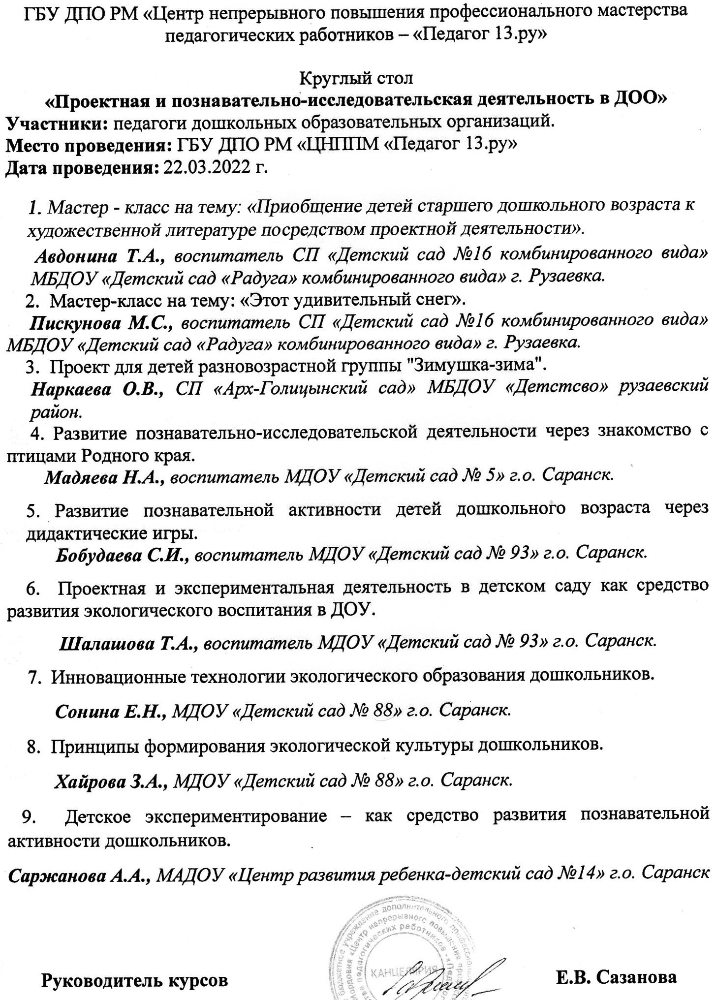 ГБУ ДПО РМ «Центр непрерывного повышения профессионального мастерства
педагогических работников – «Педагог 13.ру»
Круглый стол
«Проектная и познавательно-исследовательская деятельность в ДОО»
Участники: педагоги дошкольных образовательных организаций.
Место проведения: ГБУ ДПО РМ «ЦНППМ «Педагог 13.ру»
Дата проведения: 22.03.2022 г.
1. Мастер - класс на тему: «Приобщение детей старшего дошкольного возраста к
художественной литературе посредством проектной деятельности».
Авдонина Т.А., воспитатель СП «Детский сад №16 комбинированного вида»
МБДОУ «Детский сад «Радуга» комбинированного вида» г. Рузаевка.
2. Мастер-класс на тему: «Этот удивительный снег».
Пискунова М.С., воспитатель СП «Детский сад №16 комбинированного вида»
МБДОУ «Детский сад «Радуга» комбинированного вида» г. Рузаевка.
3. Проект для детей разновозрастной группы "Зимушка-зима".
Наркаева О.В., СП «Арх-Голицынский сад» МБДОУ «Детстсво» рузаевский
район.
4. Развитие познавательно-исследовательской деятельности через знакомство с
птицами Родного края.
Мадяева Н.А., воспитатель МДОУ «Детский сад № 5» г.о. Саранск.
5. Развитие познавательной активности детей дошкольного возраста через
дидактические игры.
Бобудаева С.И., воспитатель МДОУ «Детский сад № 93» г.о. Саранск.
6. Проектная и экспериментальная деятельность в детском саду как средство
развития экологического воспитания в ДОУ.
Шалашова Т.А., воспитатель МДОУ «Детский сад № 93» г.о. Саранск.
7. Инновационные технологии экологического образования дошкольников.
Сонина Е.Н., МДОУ «Детский сад № 88» г.о. Саранск.
8. Принципы формирования экологической культуры дошкольников.
Хайрова З.А., МДОУ «Детский сад № 88» г.о. Саранск.
9. Детское экспериментирование – как средство развития познавательной
активности дошкольников.
Саржанова А.А., МАДОУ «Центр развития ребенка-детский сад №14» г.о. Саранск
бюджетное учреждение дополнительного
Мордовия «Центр непрерывного повышения
педагогических работников
КАНЦЕЛЯРИЯ
Руководитель курсов Е.В. Сазанова